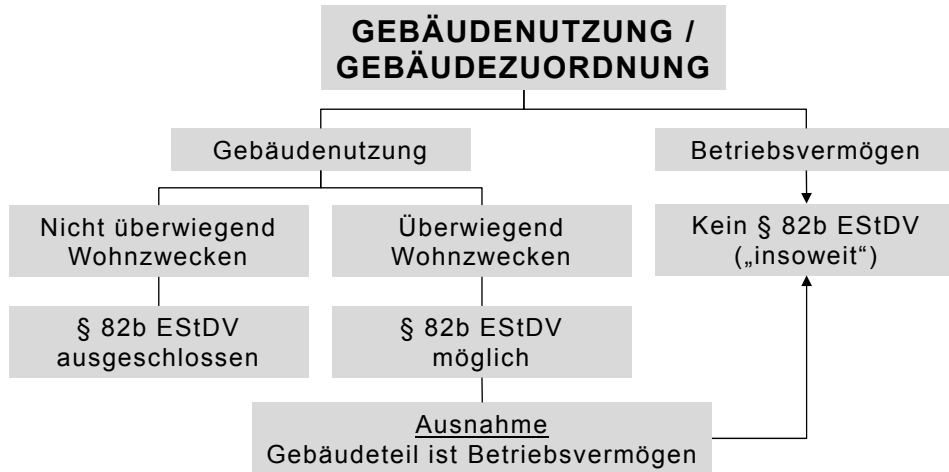 GEBÄUDENUTZUNG /
GEBÄUDEZUORDNUNG
Gebäudenutzung
Betriebsvermögen
Nicht überwiegend
Wohnzwecken
Überwiegend
Wohnzwecken
Kein § 82b EStDV
(„insoweit“)
§ 82b EStDV
ausgeschlossen
§ 82b EStDV
möglich
Ausnahme
Gebäudeteil ist Betriebsvermögen